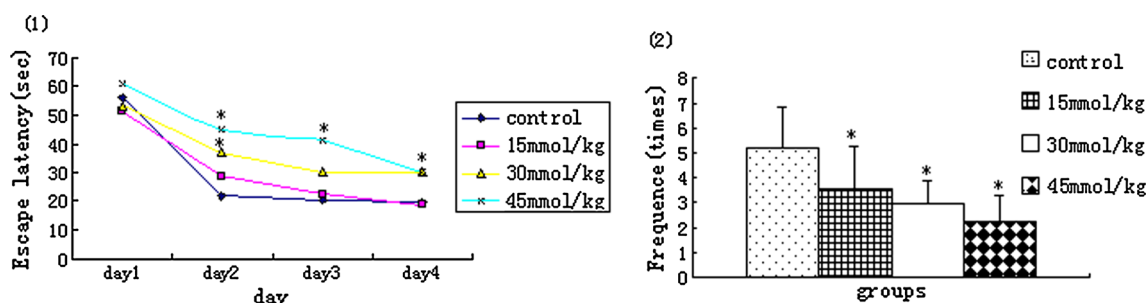 (1)
Escape latency(sec)
70
60
50
40
30
20
10
0
*
*
*
*
day1 day2 day3 day4
day
control
15mmol/kg
30mmol/kg
45mmol/kg
(2)
Frequence(times)
8
7
6
5
4
3
2
1
0
*
*
*
groups
control
15mmol/kg
30mmol/kg
45mmol/kg